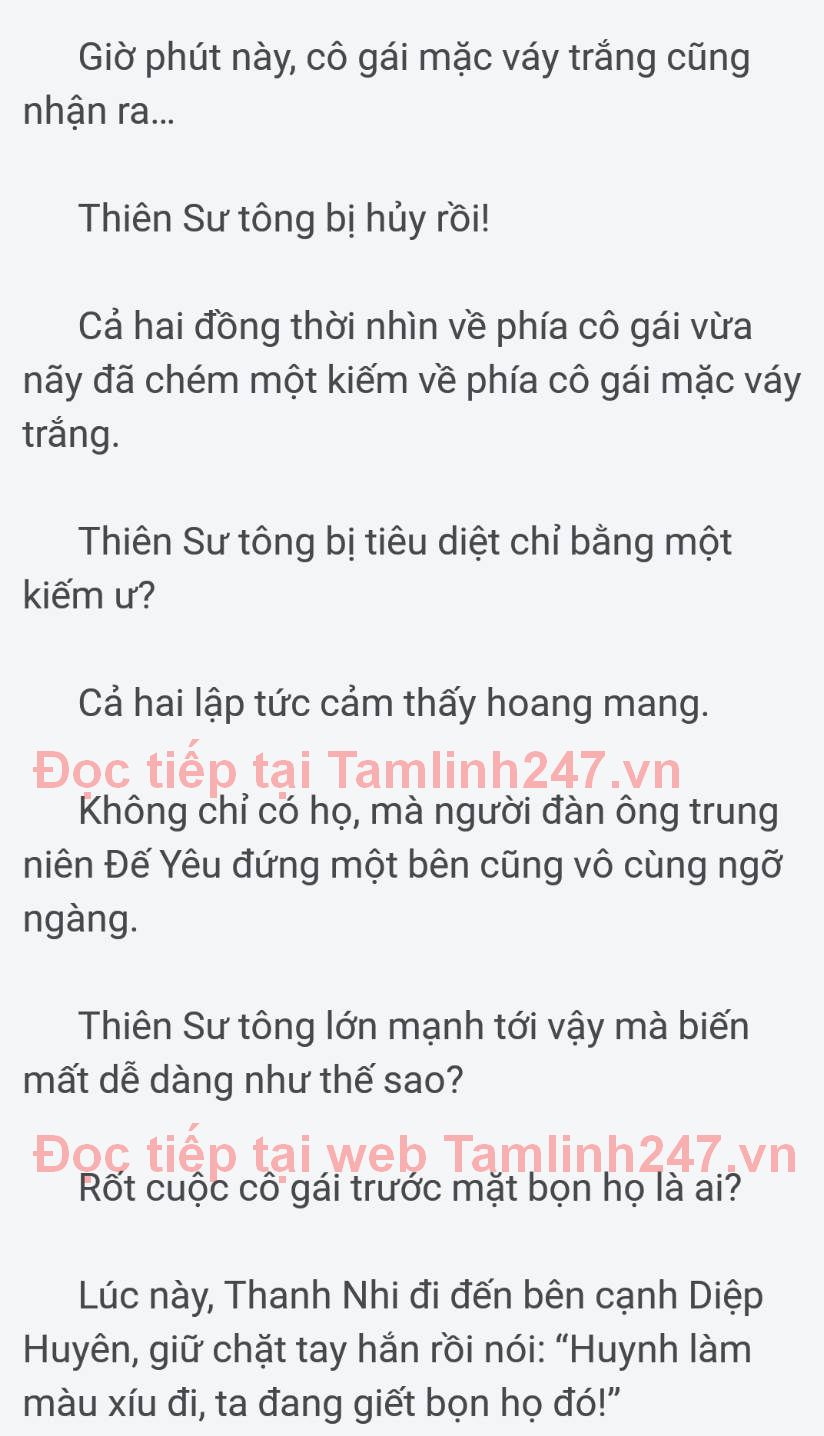 Giờ phút này, cô gái mặc váy trắng cũng
nhận ra...
Thiên Sư tông bị hủy rồi!
Cả hai đồng thời nhìn về phía cô gái vừa
nãy đã chém một kiếm về phía cô gái mặc váy
trắng.
Thiên Sư tông bị tiêu diệt chỉ bằng một
kiếm ư?
Cả hai lập tức cảm thấy hoang mang.
Đọc tiếp tại Tamlinh247.vn
Không chỉ có họ, mà người đàn ông trung
niên Đế Yêu đứng một bên cũng vô cùng ngỡ
ngàng.
Thiên Sư tông lớn mạnh tới vậy mà biến
mất dễ dàng như thế sao?
Đọc tiếp tại web Tamlinh247.vn
Rốt cuộc cô gái trước mặt bọn họ là ai?
Lúc này, Thanh Nhi đi đến bên cạnh Diệp
Huyên, giữ chặt tay hắn rồi nói: “Huynh làm
màu xíu đi, ta đang giết bọn họ đó!”